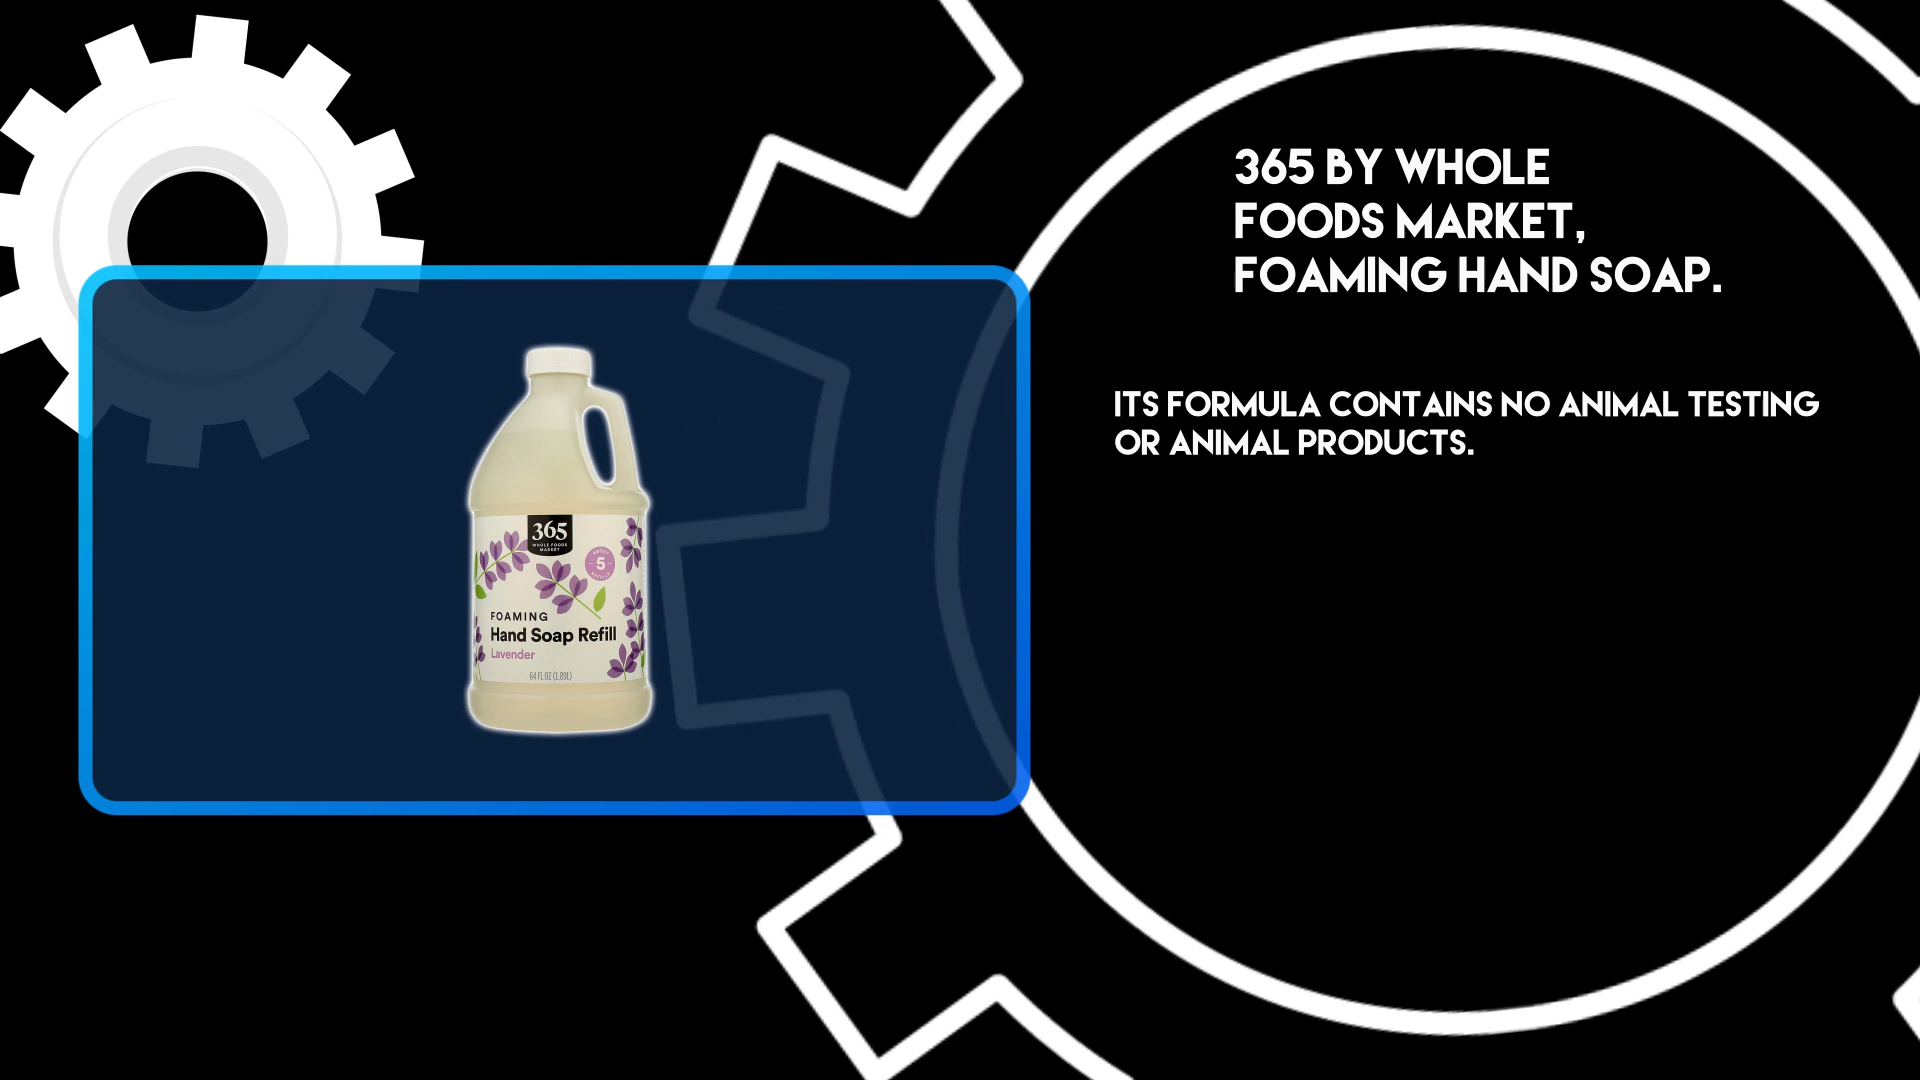 365 BY WHOLE
FOODS MARKET,
FOAMING HAND SOAP.
ITS FORMULA CONTAINS NO ANIMAL TESTING
OR ANIMAL PRODUCTS.
365
WHOLE FOODS
MARKET
5
REFILLS
FOAMING
Hand Soap Refill
Lavender
64 FL OZ (1.89L)